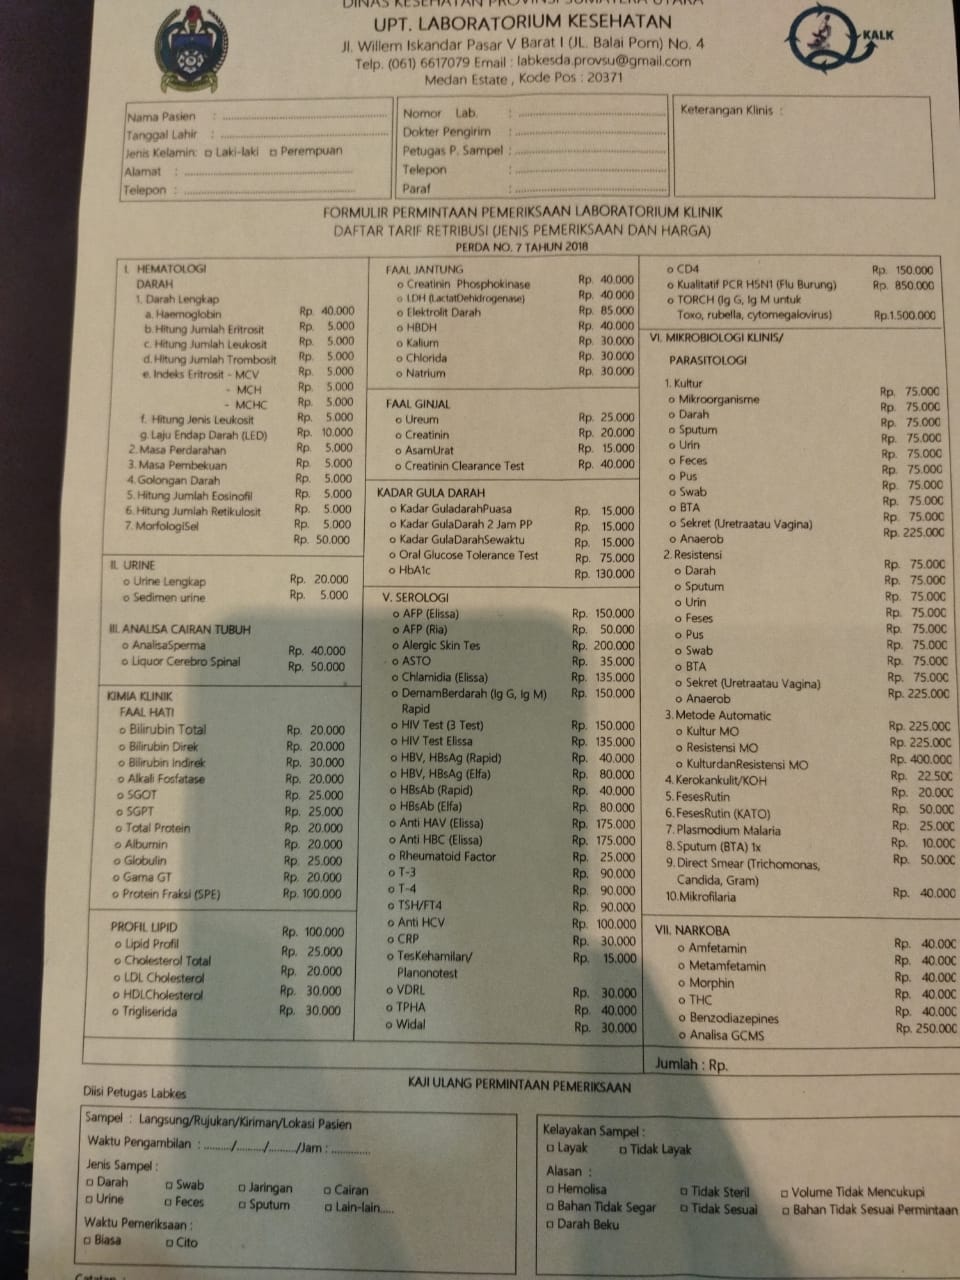 DINAS KESEHATAN PROVINSI SUMATERA UTARA
UPT. LABORATORIUM KESEHATAN
KALK
Jl. Willem Iskandar Pasar V Barat I (JL. Balai Pom) No. 4
Telp. (061) 6617079 Email : labkesda.provsu@gmail.com
Medan Estate , Kode Pos : 20371
Nama Pasien : ....................
Tanggal Lahir : ....................
Jenis Kelamin: □ Laki-laki □ Perempuan
Alamat : ....................
Telepon : ....................
Nomor Lab. : ....................
Dokter Pengirim : ....................
Petugas P. Sampel : ....................
Telepon : ....................
Paraf : ....................
Keterangan Klinis :
FORMULIR PERMINTAAN PEMERIKSAAN LABORATORIUM KLINIK
DAFTAR TARIF RETRIBUSI (JENIS PEMERIKSAAN DAN HARGA)
PERDA NO. 7 TAHUN 2018
I. HEMATOLOGI
DARAH
1. Darah Lengkap Rp. 40.000
a. Haemoglobin Rp. 5.000
b. Hitung Jumlah Eritrosit Rp. 5.000
c. Hitung Jumlah Leukosit Rp. 5.000
d. Hitung Jumlah Trombosit Rp. 5.000
e. Indeks Eritrosit - MCV Rp. 5.000
- MCH Rp. 5.000
- MCHC Rp. 5.000
f. Hitung Jenis Leukosit Rp. 10.000
g. Laju Endap Darah (LED) Rp. 5.000
2. Masa Perdarahan Rp. 5.000
3. Masa Pembekuan Rp. 5.000
4. Golongan Darah Rp. 5.000
5. Hitung Jumlah Eosinofil Rp. 5.000
6. Hitung Jumlah Retikulosit Rp. 5.000
7. MorfologiSel Rp. 50.000
II. URINE
o Urine Lengkap Rp. 20.000
o Sedimen urine Rp. 5.000
III. ANALISA CAIRAN TUBUH
o AnalisaSperma Rp. 40.000
o Liquor Cerebro Spinal Rp. 50.000
KIMIA KLINIK
FAAL HATI
o Bilirubin Total Rp. 20.000
o Bilirubin Direk Rp. 20.000
o Bilirubin Indirek Rp. 30.000
o Alkali Fosfatase Rp. 20.000
o SGOT Rp. 25.000
o SGPT Rp. 25.000
o Total Protein Rp. 20.000
o Albumin Rp. 20.000
o Globulin Rp. 25.000
o Gama GT Rp. 20.000
o Protein Fraksi (SPE) Rp. 100.000
PROFIL LIPID
o Lipid Profil Rp. 100.000
o Cholesterol Total Rp. 25.000
o LDL Cholesterol Rp. 20.000
o HDLCholesterol Rp. 30.000
o Trigliserida Rp. 30.000
FAAL JANTUNG
o Creatinin Phosphokinase Rp. 40.000
o LDH (LactatDehidrogenase) Rp. 40.000
o Elektrolit Darah Rp. 85.000
o HBDH Rp. 40.000
o Kalium Rp. 30.000
o Chlorida Rp. 30.000
o Natrium Rp. 30.000
FAAL GINJAL
o Ureum Rp. 25.000
o Creatinin Rp. 20.000
o AsamUrat Rp. 15.000
o Creatinin Clearance Test Rp. 40.000
KADAR GULA DARAH
o Kadar GuladarahPuasa Rp. 15.000
o Kadar GulaDarah 2 Jam PP Rp. 15.000
o Kadar GulaDarahSewaktu Rp. 15.000
o Oral Glucose Tolerance Test Rp. 75.000
o HbA1c Rp. 130.000
V. SEROLOGI
o AFP (Elissa) Rp. 150.000
o AFP (Ria) Rp. 50.000
o Alergic Skin Tes Rp. 200.000
o ASTO Rp. 35.000
o Chlamidia (Elissa) Rp. 135.000
o DemamBerdarah (Ig G, Ig M) Rp. 150.000
Rapid
o HIV Test (3 Test) Rp. 150.000
o HIV Test Elissa Rp. 135.000
o HBV, HBsAg (Rapid) Rp. 40.000
o HBV, HBsAg (Elfa) Rp. 80.000
o HBsAb (Rapid) Rp. 40.000
o HBsAb (Elfa) Rp. 80.000
o Anti HAV (Elissa) Rp. 175.000
o Anti HBC (Elissa) Rp. 175.000
o Rheumatoid Factor Rp. 25.000
o T-3 Rp. 90.000
o T-4 Rp. 90.000
o TSH/FT4 Rp. 90.000
o Anti HCV Rp. 100.000
o CRP Rp. 30.000
o TesKehamilan/ Rp. 15.000
Planonotest
o VDRL Rp. 30.000
o TPHA Rp. 40.000
o Widal Rp. 30.000
o CD4 Rp. 150.000
o Kualitatif PCR H5N1 (Flu Burung) Rp. 850.000
o TORCH (Ig G, Ig M untuk
Toxo, rubella, cytomegalovirus) Rp.1.500.000
VI. MIKROBIOLOGI KLINIS/
PARASITOLOGI
1. Kultur
o Mikroorganisme Rp. 75.000
o Darah Rp. 75.000
o Sputum Rp. 75.000
o Urin Rp. 75.000
o Feces Rp. 75.000
o Pus Rp. 75.000
o Swab Rp. 75.000
o BTA Rp. 75.000
o Sekret (Uretraatau Vagina) Rp. 75.000
o Anaerob Rp. 225.000
2. Resistensi
o Darah Rp. 75.000
o Sputum Rp. 75.000
o Urin Rp. 75.000
o Feses Rp. 75.000
o Pus Rp. 75.000
o Swab Rp. 75.000
o BTA Rp. 75.000
o Sekret (Uretraatau Vagina) Rp. 75.000
o Anaerob Rp. 225.000
3. Metode Automatic
o Kultur MO Rp. 225.000
o Resistensi MO Rp. 225.000
o KulturdanResistensi MO Rp. 400.000
4. Kerokankulit/KOH Rp. 22.500
5. FesesRutin Rp. 20.000
6. FesesRutin (KATO) Rp. 50.000
7. Plasmodium Malaria Rp. 25.000
8. Sputum (BTA) 1x Rp. 10.000
9. Direct Smear (Trichomonas, Rp. 50.000
Candida, Gram)
10. Mikrofilaria Rp. 40.000
VII. NARKOBA
o Amfetamin Rp. 40.000
o Metamfetamin Rp. 40.000
o Morphin Rp. 40.000
o THC Rp. 40.000
o Benzodiazepines Rp. 40.000
o Analisa GCMS Rp. 250.000
Jumlah : Rp.
KAJI ULANG PERMINTAAN PEMERIKSAAN
Diisi Petugas Labkes
Sampel : Langsung/Rujukan/Kiriman/Lokasi Pasien
Waktu Pengambilan : ........./........./........./Jam : .............
Jenis Sampel :
□ Darah □ Swab □ Jaringan □ Cairan
□ Urine □ Feces □ Sputum □ Lain-lain.....
Waktu Pemeriksaan :
□ Biasa □ Cito
Kelayakan Sampel :
□ Layak □ Tidak Layak
Alasan :
□ Hemolisa □ Tidak Steril □ Volume Tidak Mencukupi
□ Bahan Tidak Segar □ Tidak Sesuai □ Bahan Tidak Sesuai Permintaan
□ Darah Beku
Catatan :